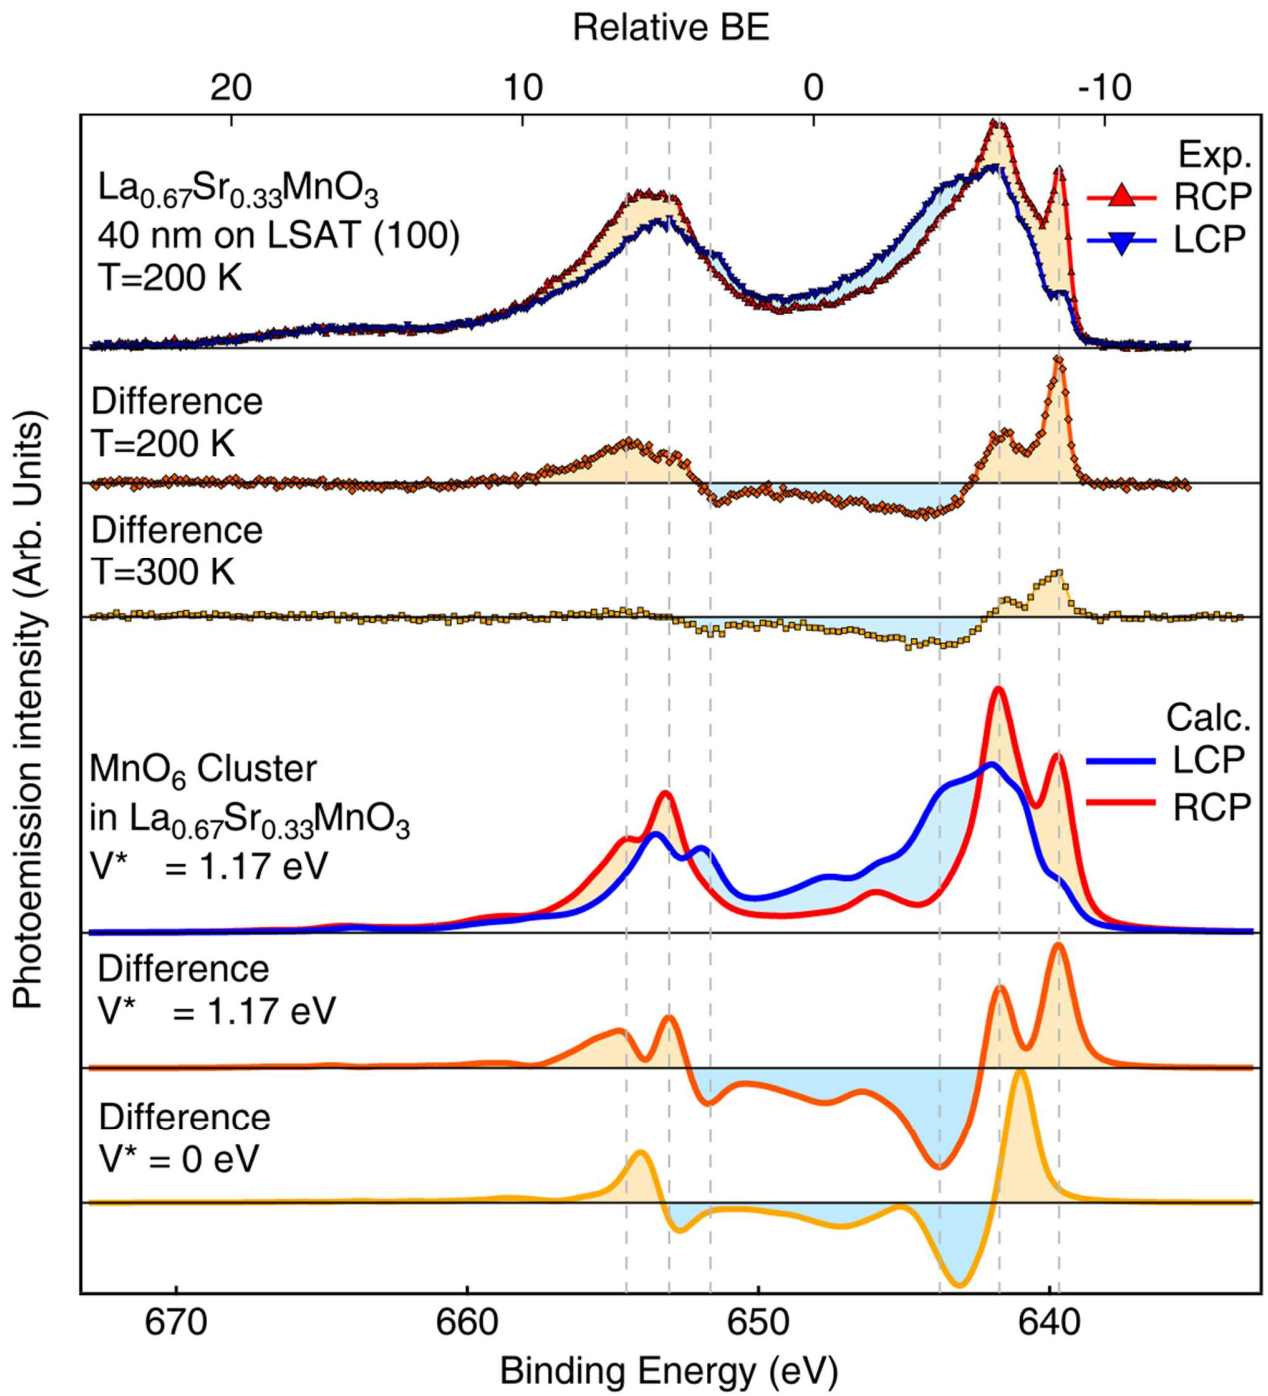 Relative BE
20 10 0 -10
La0.67Sr0.33MnO3
40 nm on LSAT (100)
T=200 K
Exp.
RCP
LCP
Difference
T=200 K
Difference
T=300 K
Photoemission intensity (Arb. Units)
MnO6 Cluster
in La0.67Sr0.33MnO3
V* = 1.17 eV
Calc.
LCP
RCP
Difference
V* = 1.17 eV
Difference
V* = 0 eV
670 660 650 640
Binding Energy (eV)